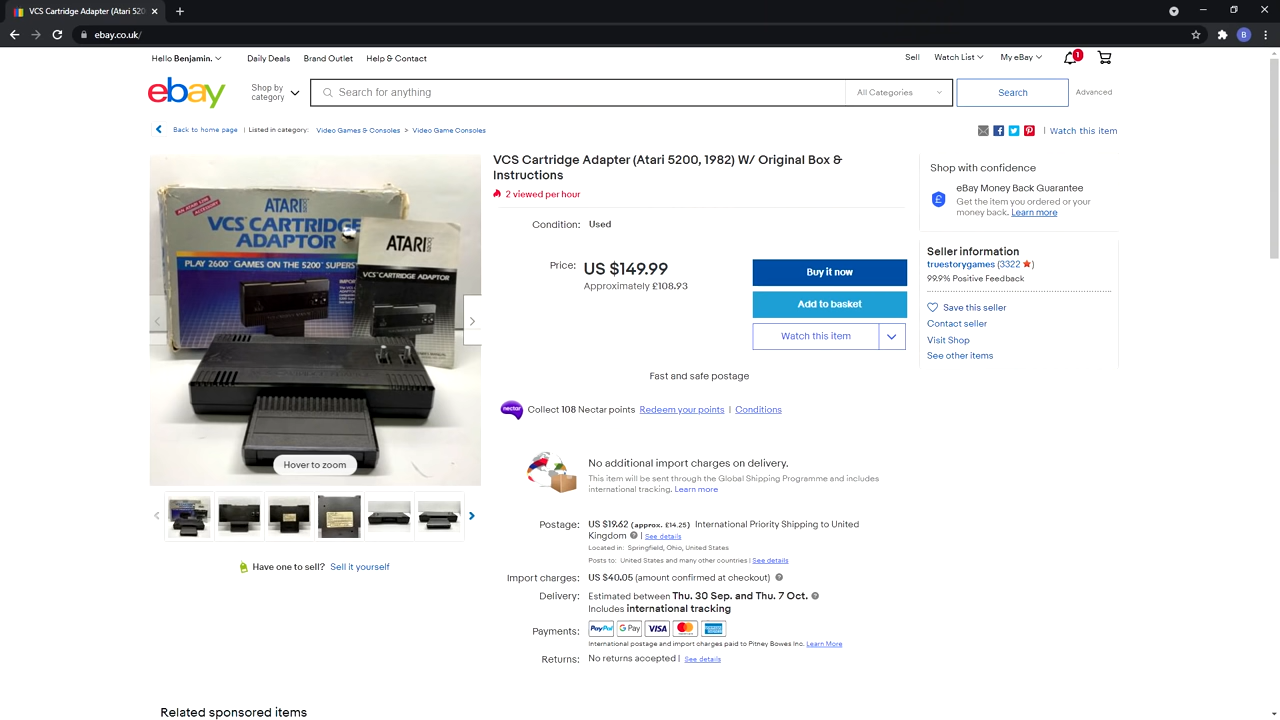 VCS Cartridge Adapter (Atari 520
ebay.co.uk/
Hello Benjamin.
Daily Deals
Brand Outlet
Help & Contact
Sell
Watch List
My eBay
1
ebay
Shop by category
Search for anything
All Categories
Search
Advanced
Back to home page | Listed in category: Video Games & Consoles > Video Game Consoles
| Watch this item
ATARI
VCS CARTRIDGE
ADAPTOR
PLAY 2600 GAMES ON THE 5200 SUPERS
ATARI
VCS CARTRIDGE ADAPTOR
Hover to zoom
Have one to sell? Sell it yourself
VCS Cartridge Adapter (Atari 5200, 1982) W/ Original Box &
Instructions
2 viewed per hour
Condition: Used
Price: US $149.99
Approximately £108.93
Buy it now
Add to basket
Watch this item
Fast and safe postage
nectar Collect 108 Nectar points Redeem your points | Conditions
No additional import charges on delivery.
This item will be sent through the Global Shipping Programme and includes
international tracking. Learn more
Postage: US $19.62 (approx. £14.25) International Priority Shipping to United
Kingdom | See details
Located in: Springfield, Ohio, United States
Posts to: United States and many other countries | See details
Import charges: US $40.05 (amount confirmed at checkout)
Delivery: Estimated between Thu. 30 Sep. and Thu. 7 Oct.
Includes international tracking
Payments: PayPal G Pay VISA mastercard AMERICAN EXPRESS
International postage and import charges paid to Pitney Bowes Inc. Learn More
Returns: No returns accepted | See details
Shop with confidence
eBay Money Back Guarantee
Get the item you ordered or your
money back. Learn more
Seller information
truestorygames (3322)
99.9% Positive Feedback
Save this seller
Contact seller
Visit Shop
See other items
Related sponsored items